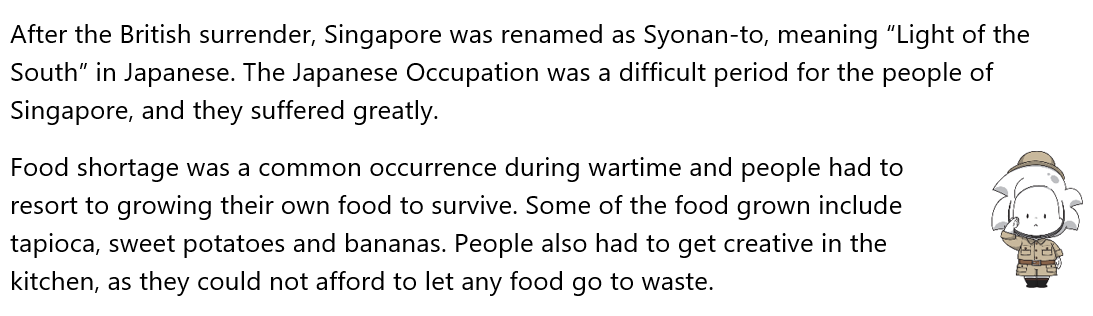 After the British surrender, Singapore was renamed as Syonan-to, meaning “Light of the
South” in Japanese. The Japanese Occupation was a difficult period for the people of
Singapore, and they suffered greatly.
Food shortage was a common occurrence during wartime and people had to
resort to growing their own food to survive. Some of the food grown include
tapioca, sweet potatoes and bananas. People also had to get creative in the
kitchen, as they could not afford to let any food go to waste.